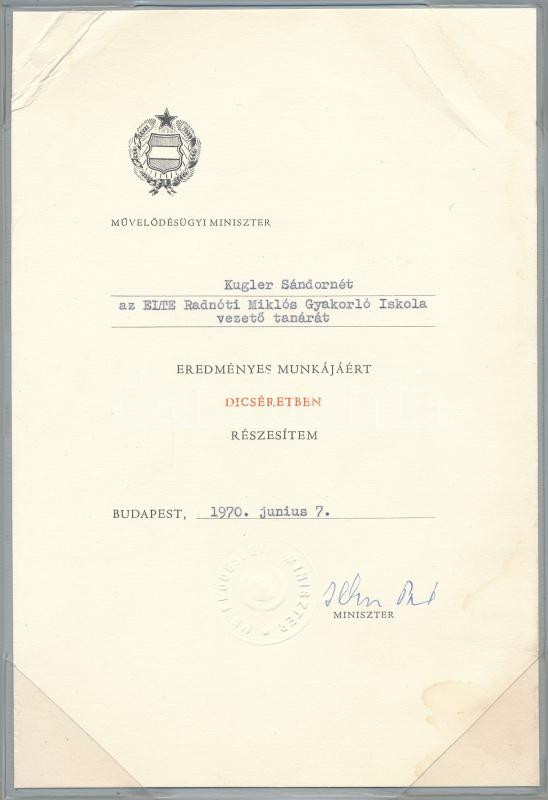 MŰVELŐDÉSÜGYI MINISZTER
Kugler Sándornét
az ELTE Radnóti Miklós Gyakorló Iskola
vezető tanárát
EREDMÉNYES MUNKÁJÁÉRT
DICSÉRETBEN
RÉSZESÍTEM
BUDAPEST, 1970. junius 7.
MINISZTER